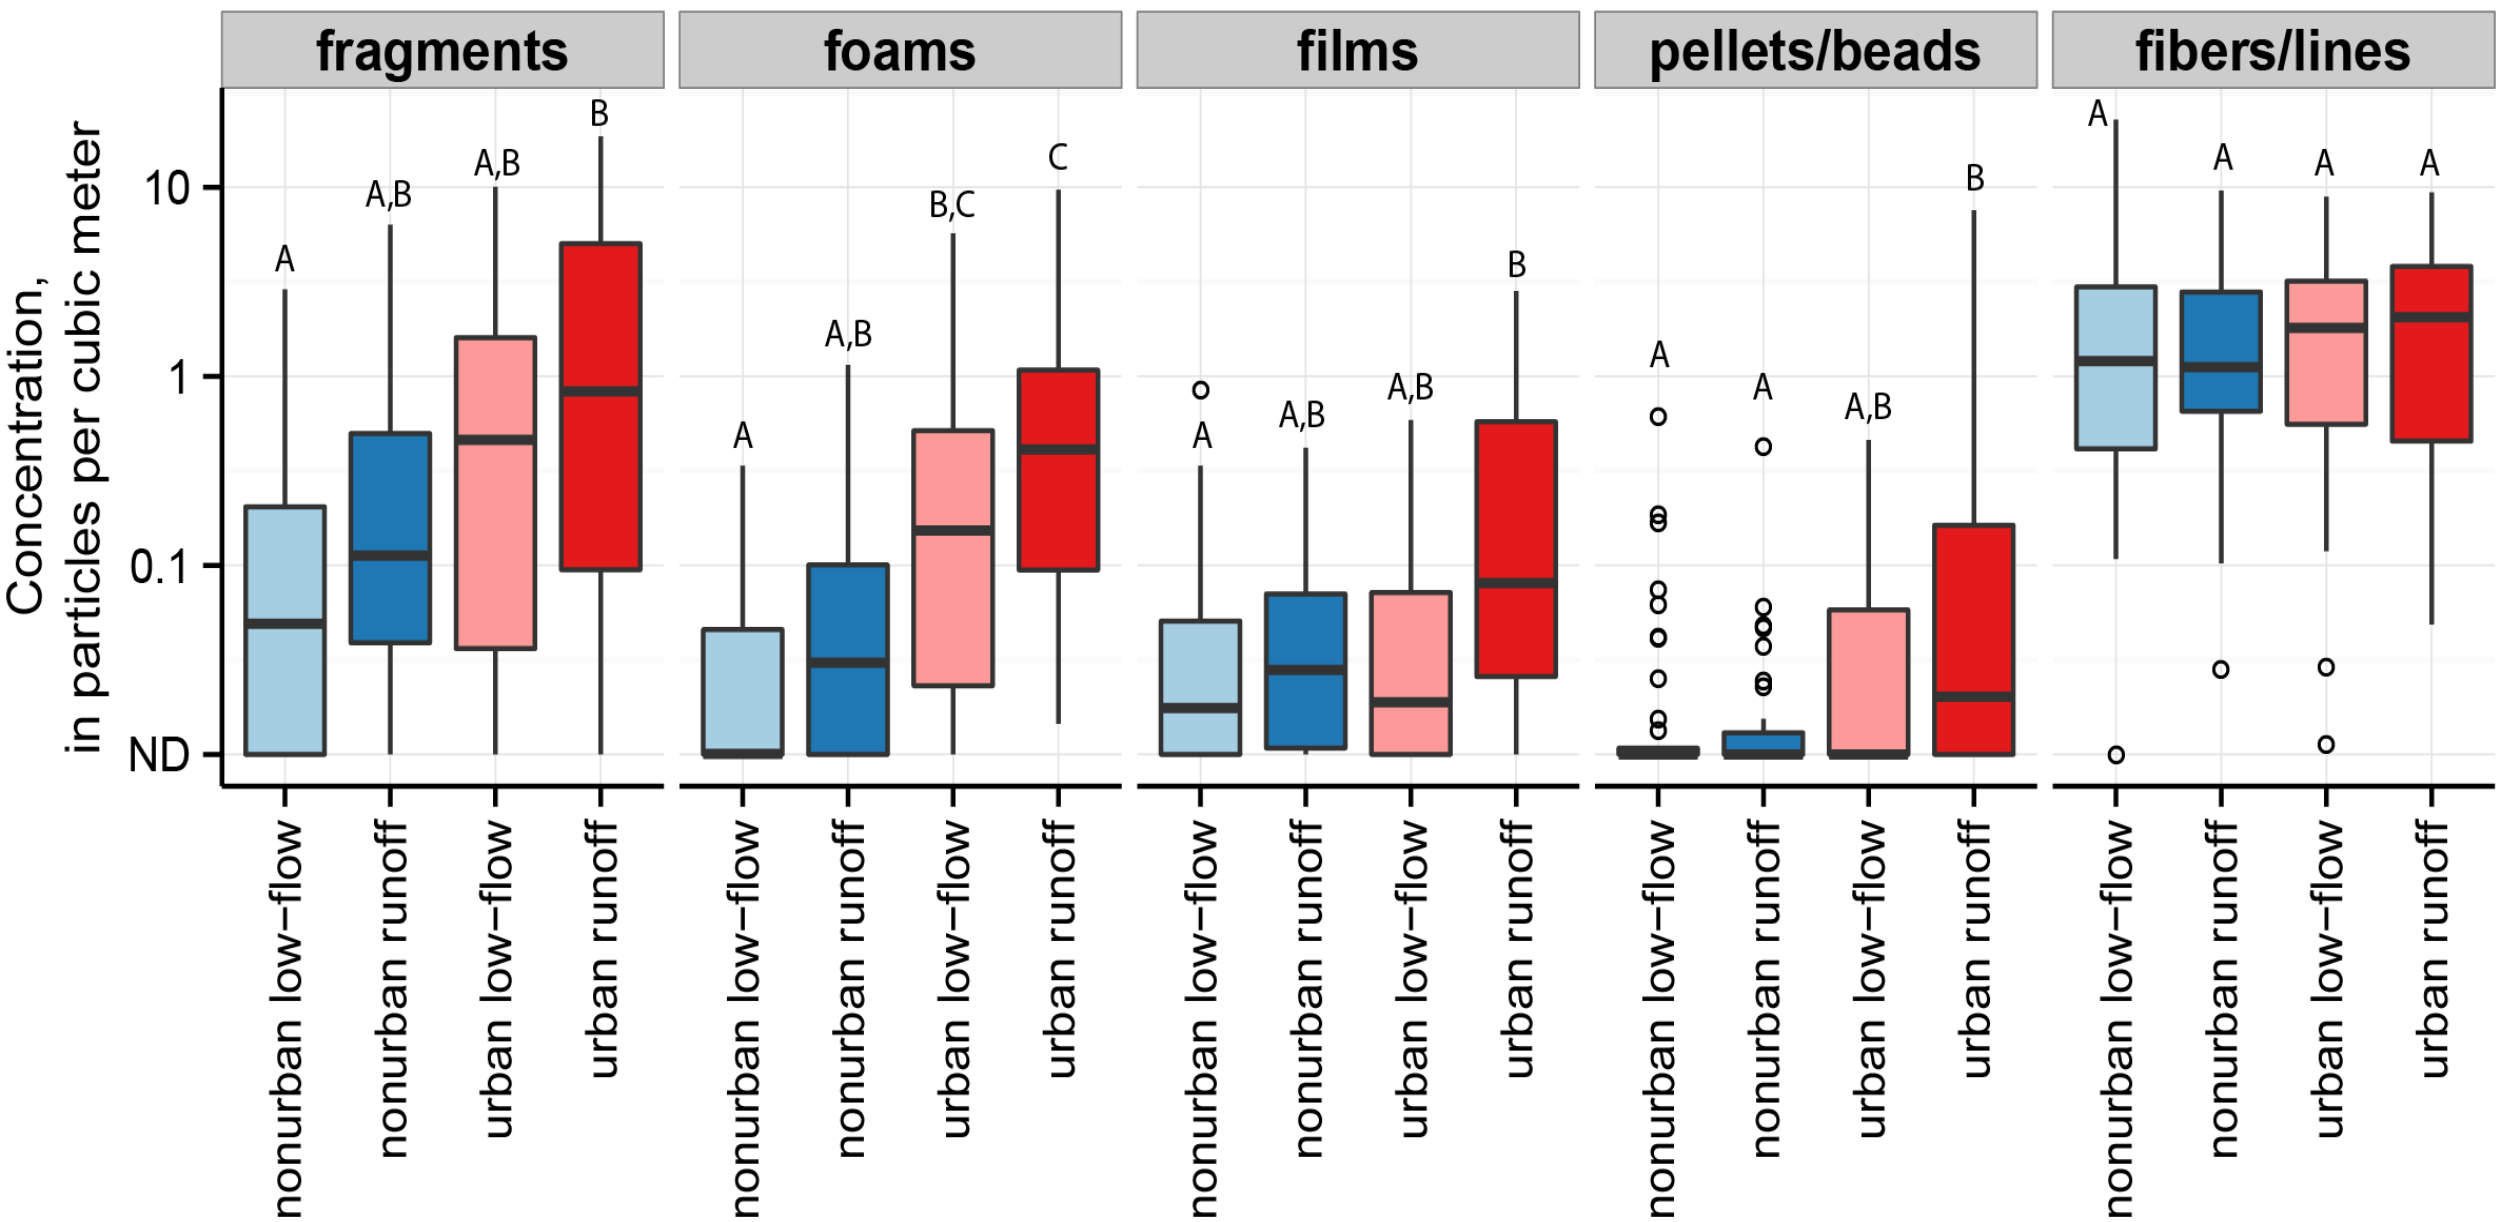 fragments
foams
films
pellets/beads
fibers/lines
Concentration,
in particles per cubic meter
10
1
0.1
ND
A
A,B
A,B
B
A
A,B
B,C
C
A
A,B
A,B
B
A
A
A,B
B
A
A
A
A
nonurban low-flow
nonurban runoff
urban low-flow
urban runoff
nonurban low-flow
nonurban runoff
urban low-flow
urban runoff
nonurban low-flow
nonurban runoff
urban low-flow
urban runoff
nonurban low-flow
nonurban runoff
urban low-flow
urban runoff
nonurban low-flow
nonurban runoff
urban low-flow
urban runoff